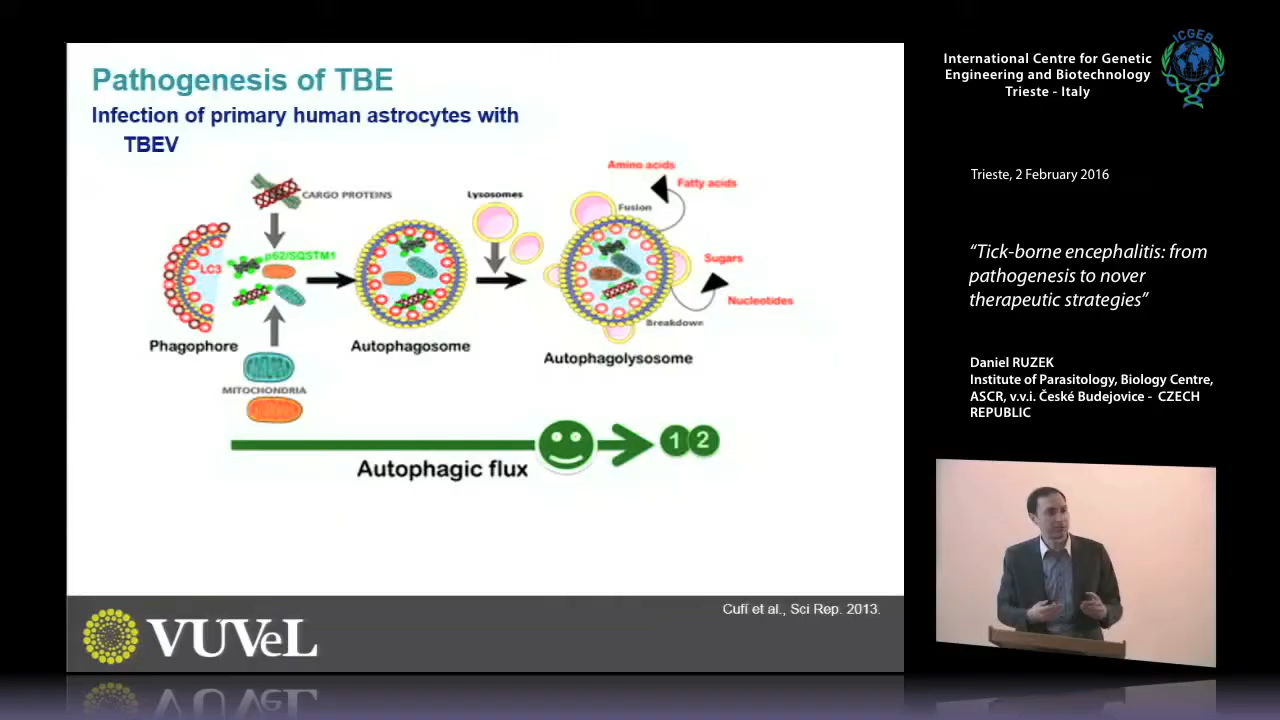 Pathogenesis of TBE
Infection of primary human astrocytes with
TBEV
CARGO PROTEINS
LC3
p62/SQSTM1
Phagophore
MITOCHONDRIA
Autophagosome
Lysosomes
Amino acids
Fatty acids
Fusion
Sugars
Nucleotides
Breakdown
Autophagolysosome
Autophagic flux
1 2
Cufí et al., Sci Rep. 2013.
VUVeL
International Centre for Genetic
Engineering and Biotechnology
Trieste - Italy
ICGEB
Trieste, 2 February 2016
“Tick-borne encephalitis: from
pathogenesis to nover
therapeutic strategies”
Daniel RUZEK
Institute of Parasitology, Biology Centre,
ASCR, v.v.i. České Budejovice - CZECH
REPUBLIC